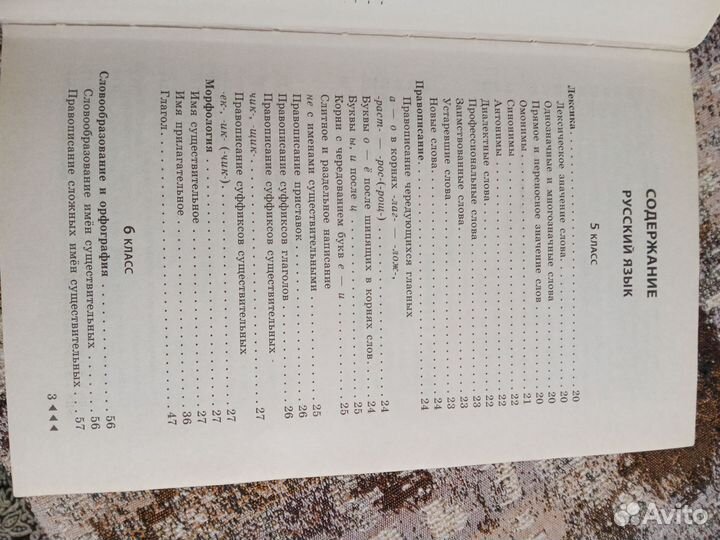 СОДЕРЖАНИЕ
РУССКИЙ ЯЗЫК
5 КЛАСС
Лексика. . . . . . . . . . . . . . . . . . . . 20
Лексическое значение слова. . . . . . . . . . 20
Однозначные и многозначные слова . . . . . . 20
Прямое и переносное значение слов . . . . . . 20
Омонимы . . . . . . . . . . . . . . . . . . . 21
Синонимы . . . . . . . . . . . . . . . . . . 22
Антонимы . . . . . . . . . . . . . . . . . . 22
Диалектные слова. . . . . . . . . . . . . . . 22
Профессиональные слова . . . . . . . . . . . 23
Заимствованные слова. . . . . . . . . . . . . 23
Устаревшие слова . . . . . . . . . . . . . . 23
Новые слова. . . . . . . . . . . . . . . . . 24
Правописание. . . . . . . . . . . . . . . . . 24
Правописание чередующихся гласных
а — о в корнях -лаг- — -лож-,
-раст- — -рос-(-рощ-) . . . . . . . . . . . . 24
Буквы о — ё после шипящих в корнях слов. . . 24
Буквы ы, и после ц . . . . . . . . . . . . . 25
Корни с чередованием букв е — и . . . . . . . 25
Слитное и раздельное написание
не с именами существительными . . . . . . . . 25
Правописание приставок . . . . . . . . . . . 26
Правописание суффиксов глаголов . . . . . . . 26
Правописание суффиксов существительных
-чик-, -щик- . . . . . . . . . . . . . . . . 27
Правописание суффиксов существительных
-ек-, -ик- (-чик-). . . . . . . . . . . . . . 27
Морфология . . . . . . . . . . . . . . . . . 27
Имя существительное . . . . . . . . . . . . . 27
Имя прилагательное . . . . . . . . . . . . . 36
Глагол. . . . . . . . . . . . . . . . . . . . 47
6 КЛАСС
Словообразование и орфография . . . . . . . . 56
Словообразование имён существительных . . . . 56
Правописание сложных имён существительных . . 57
3 ◄◄◄
Avito